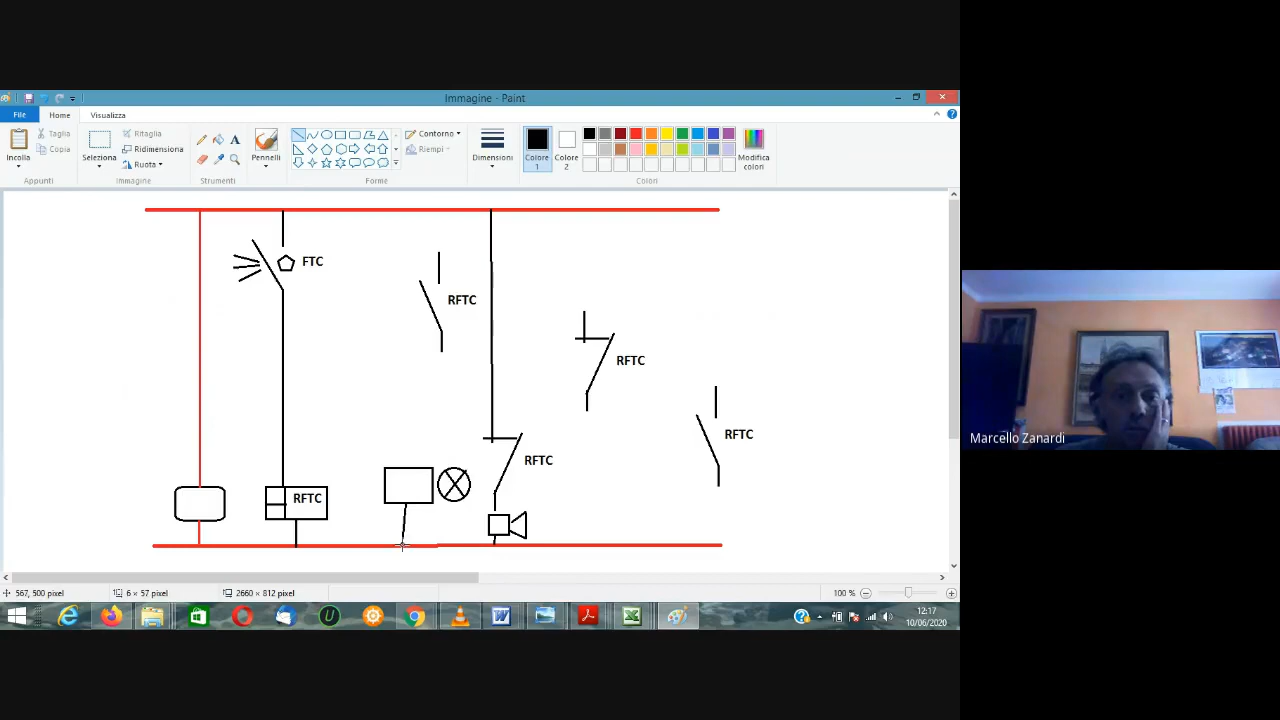 Immagine - Paint
File
Home
Visualizza
Incolla
Taglia
Copia
Appunti
Seleziona
Ritaglia
Ridimensiona
Ruota
Immagine
Strumenti
Pennelli
Contorno
Riempi
Forme
Dimensioni
Colore
1
Colore
2
Modifica
colori
Colori
FTC
RFTC
RFTC
RFTC
RFTC
RFTC
Marcello Zanardi
567, 500 pixel
6 × 57 pixel
2660 × 812 pixel
100 %
12:17
10/06/2020